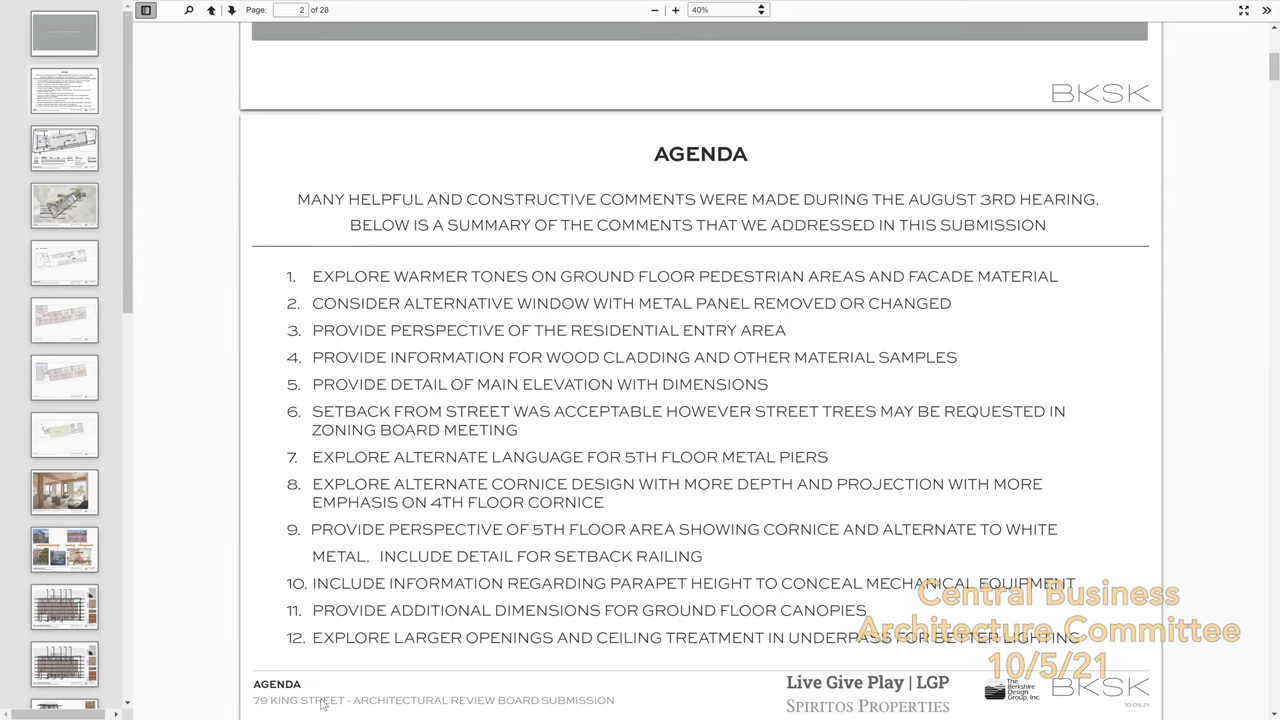 Page: 2 of 28
40%
BKSK
AGENDA
MANY HELPFUL AND CONSTRUCTIVE COMMENTS WERE MADE DURING THE AUGUST 3RD HEARING.
BELOW IS A SUMMARY OF THE COMMENTS THAT WE ADDRESSED IN THIS SUBMISSION
1. EXPLORE WARMER TONES ON GROUND FLOOR PEDESTRIAN AREAS AND FACADE MATERIAL
2. CONSIDER ALTERNATIVE WINDOW WITH METAL PANEL REMOVED OR CHANGED
3. PROVIDE PERSPECTIVE OF THE RESIDENTIAL ENTRY AREA
4. PROVIDE INFORMATION FOR WOOD CLADDING AND OTHER MATERIAL SAMPLES
5. PROVIDE DETAIL OF MAIN ELEVATION WITH DIMENSIONS
6. SETBACK FROM STREET WAS ACCEPTABLE HOWEVER STREET TREES MAY BE REQUESTED IN
ZONING BOARD MEETING
7. EXPLORE ALTERNATE LANGUAGE FOR 5TH FLOOR METAL PIERS
8. EXPLORE ALTERNATE CORNICE DESIGN WITH MORE DEPTH AND PROJECTION WITH MORE
EMPHASIS ON 4TH FLOOR CORNICE
9. PROVIDE PERSPECTIVE OF 5TH FLOOR AREA SHOWING CORNICE AND ALTERNATE TO WHITE
METAL. INCLUDE DETAIL FOR SETBACK RAILING
10. INCLUDE INFORMATION REGARDING PARAPET HEIGHT TO CONCEAL MECHANICAL EQUIPMENT
11. PROVIDE ADDITIONAL DIMENSIONS FOR GROUND FLOOR CANOPIES
12. EXPLORE LARGER OPENINGS AND CEILING TREATMENT IN UNDERPASS FOR BETTER LIGHTING
Central Business
Architecture Committee
10/5/21
AGENDA
79 KING STREET - ARCHITECTURAL REVIEW BOARD SUBMISSION
Live Give Play | LGP
SPIRITOS PROPERTIES
The
Berkshire
Design
Group, Inc.
BKSK
10.05.21